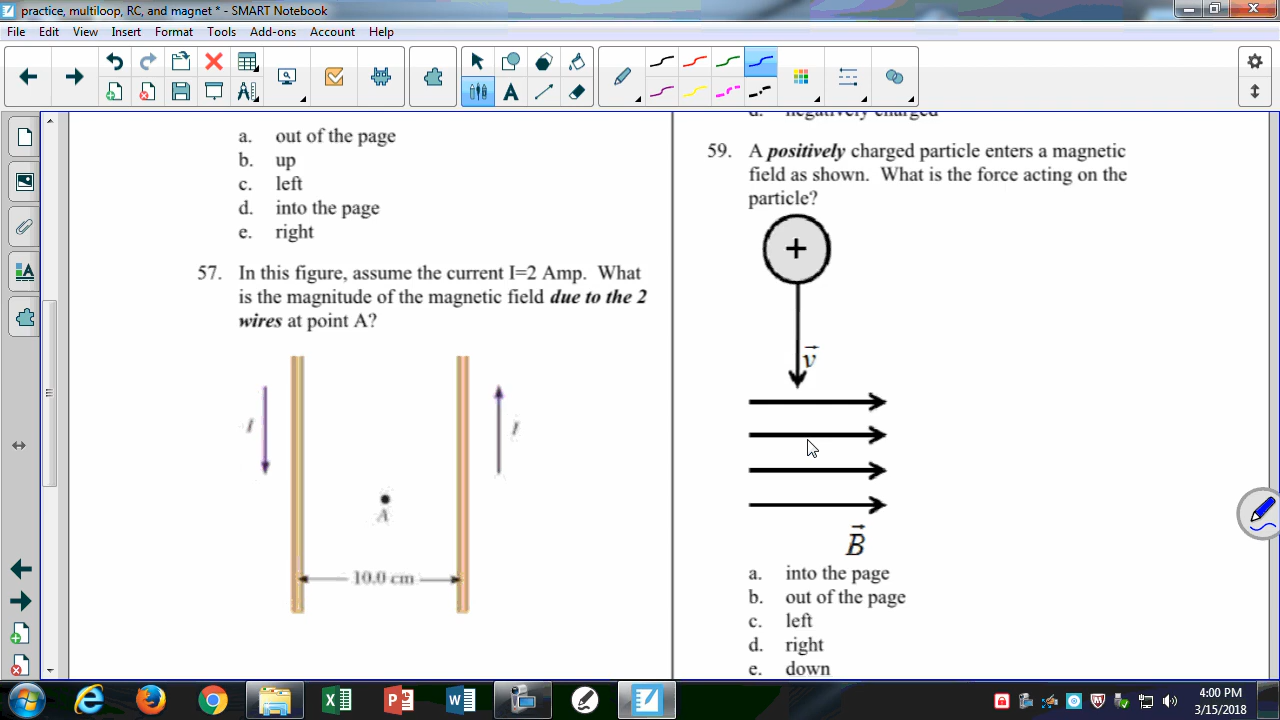 practice, multiloop, RC, and magnet * - SMART Notebook
File Edit View Insert Format Tools Add-ons Account Help
a. out of the page
b. up
c. left
d. into the page
e. right
57. In this figure, assume the current I=2 Amp. What
is the magnitude of the magnetic field due to the 2
wires at point A?
I
I
A
10.0 cm
d. negatively charged
59. A positively charged particle enters a magnetic
field as shown. What is the force acting on the
particle?
+
v
B
a. into the page
b. out of the page
c. left
d. right
e. down
4:00 PM
3/15/2018